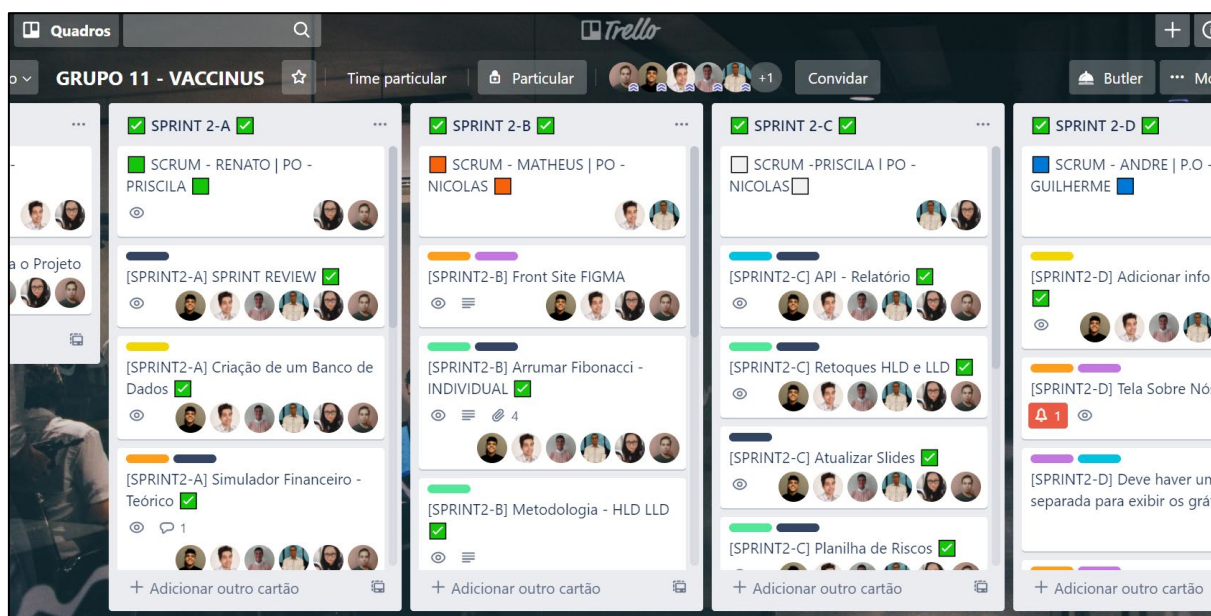 Quadros
Trello
GRUPO 11 - VACCINUS
Time particular
Particular
+1
Convidar
Butler
a o Projeto
✅ SPRINT 2-A ✅
🟩 SCRUM - RENATO | PO -
PRISCILA 🟩
[SPRINT2-A] SPRINT REVIEW ✅
[SPRINT2-A] Criação de um Banco de
Dados ✅
[SPRINT2-A] Simulador Financeiro -
Teórico ✅
1
+ Adicionar outro cartão
✅ SPRINT 2-B ✅
🟧 SCRUM - MATHEUS | PO -
NICOLAS 🟧
[SPRINT2-B] Front Site FIGMA
[SPRINT2-B] Arrumar Fibonacci -
INDIVIDUAL ✅
4
[SPRINT2-B] Metodologia - HLD LLD
✅
+ Adicionar outro cartão
✅ SPRINT 2-C ✅
⬜ SCRUM -PRISCILA I PO -
NICOLAS⬜
[SPRINT2-C] API - Relatório ✅
[SPRINT2-C] Retoques HLD e LLD ✅
[SPRINT2-C] Atualizar Slides ✅
[SPRINT2-C] Planilha de Riscos ✅
+ Adicionar outro cartão
✅ SPRINT 2-D ✅
🟦 SCRUM - ANDRE | P.O -
GUILHERME 🟦
[SPRINT2-D] Adicionar info
✅
[SPRINT2-D] Tela Sobre
1
[SPRINT2-D] Deve haver
separada para exibir os
+ Adicionar outro cartão